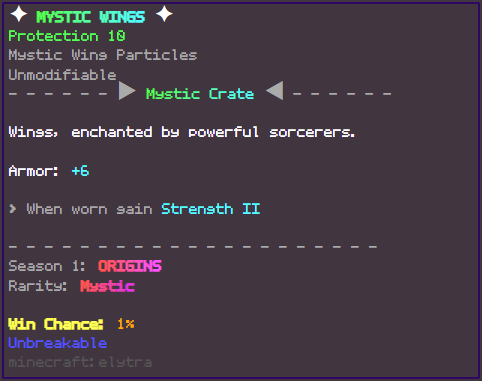 ✦ MYSTIC WINGS ✦
Protection 10
Mystic Wing Particles
Unmodifiable
- - - - - - ▶ Mystic Crate ◀ - - - - - -
Wings, enchanted by powerful sorcerers.
Armor: +6
> When worn gain Strength II
- - - - - - - - - - - - - - - - - - - - - -
Season 1: ORIGINS
Rarity: Mystic
Win Chance: 1%
Unbreakable
minecraft:elytra